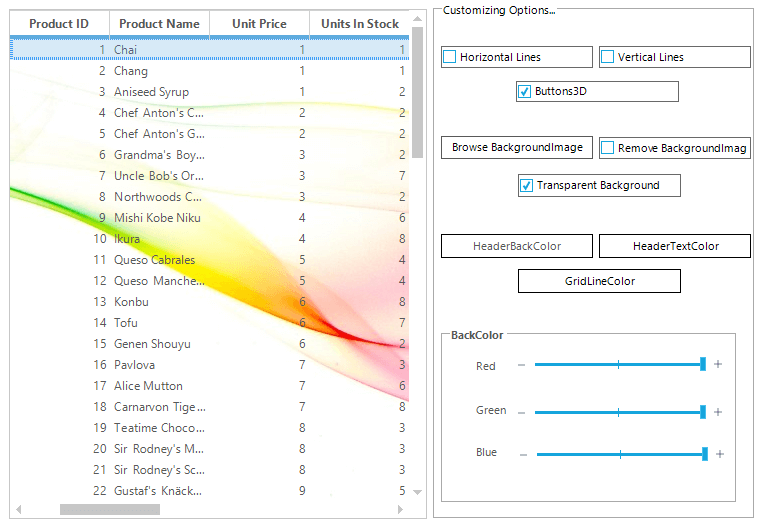 Product ID Product Name Unit Price Units In Stock
1 Chai 1 1
2 Chang 1 1
3 Aniseed Syrup 1 2
4 Chef Anton's C... 2 2
5 Chef Anton's G... 2 2
6 Grandma's Boy... 3 2
7 Uncle Bob's Or... 3 7
8 Northwoods C... 3 2
9 Mishi Kobe Niku 4 6
10 Ikura 4 8
11 Queso Cabrales 5 4
12 Queso Manche... 5 4
13 Konbu 6 8
14 Tofu 6 7
15 Genen Shouyu 6 2
16 Pavlova 7 3
17 Alice Mutton 7 6
18 Carnarvon Tige... 7 8
19 Teatime Choco... 8 3
20 Sir Rodney's M... 8 3
21 Sir Rodney's Sc... 8 3
22 Gustaf's Knäck... 9 5
Customizing Options...
Horizontal Lines Vertical Lines
Buttons3D
Browse BackgroundImage Remove BackgroundImag
Transparent Background
HeaderBackColor HeaderTextColor
GridLineColor
BackColor
Red
Green
Blue